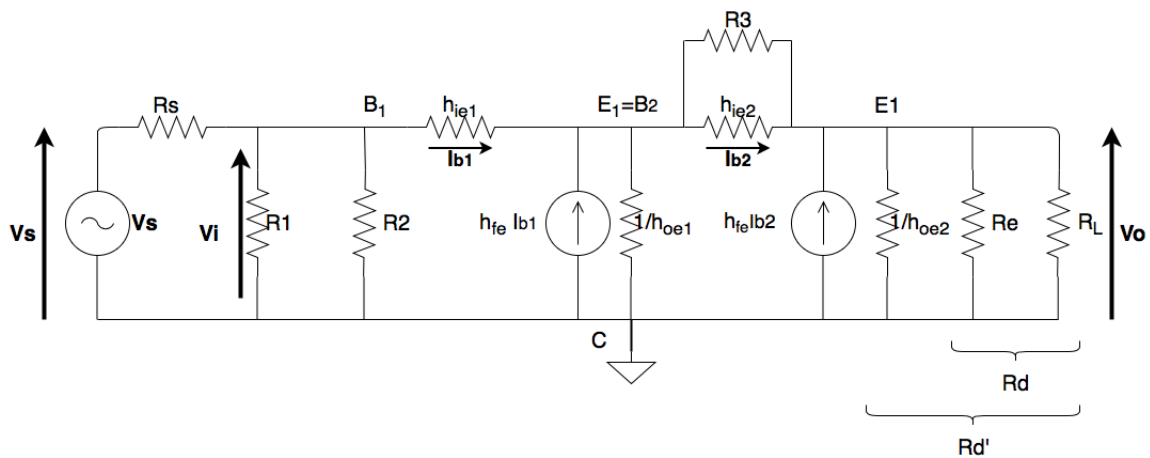 R3
Rs
B1
hie1
E1=B2
hie2
E1
Ib1
Ib2
Vs
Vs
Vi
R1
R2
hfe Ib1
1/hoe1
hfeIb2
1/hoe2
Re
RL
Vo
C
Rd
Rd'